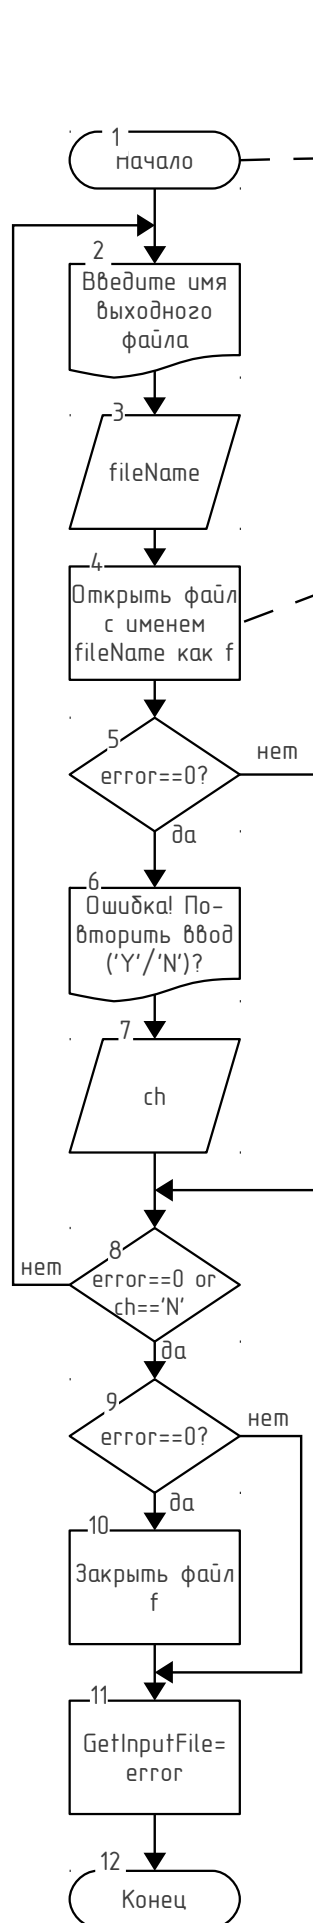 1
Начало
2
Введите имя
выходного
файла
3
fileName
4
Открыть файл
с именем
fileName как f
5
error==0?
нет
да
6
Ошибка! По-
вторить ввод
('Y'/'N')?
7
ch
8
error==0 or
ch=='N'
нет
да
9
error==0?
нет
да
10
Закрыть файл
f
11
GetInputFile=
error
12
Конец